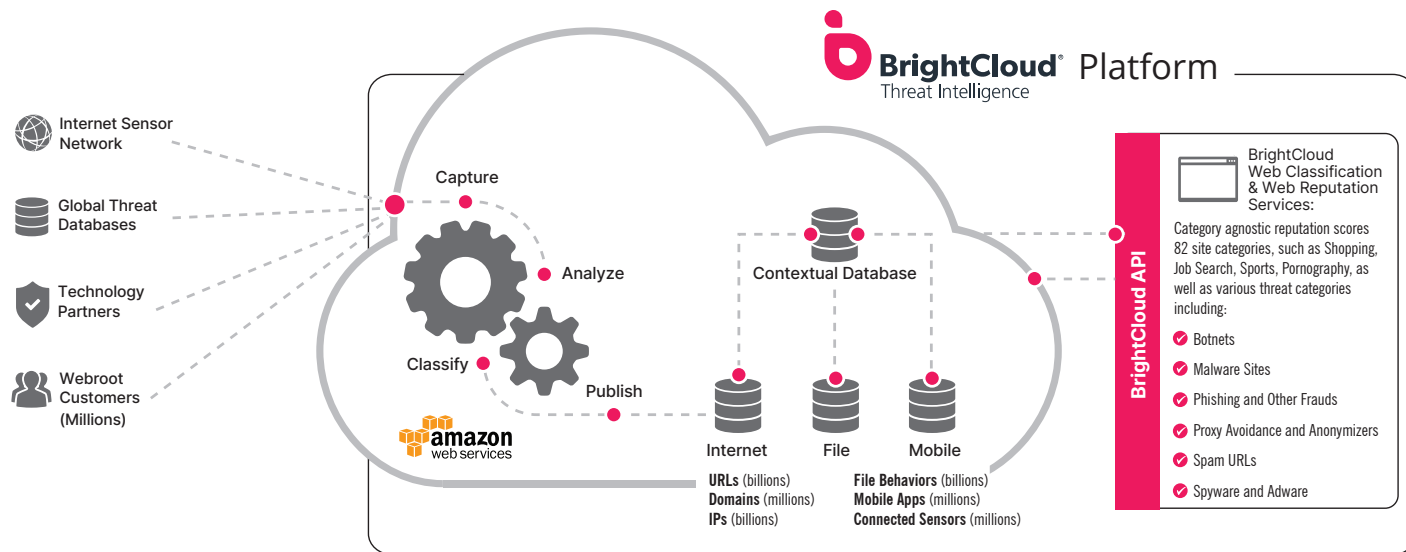 BrightCloud® Platform
Threat Intelligence
Internet Sensor
Network
Global Threat
Databases
Technology
Partners
Webroot
Customers
(Millions)
Capture
Analyze
Classify
Publish
amazon
web services
Contextual Database
Internet
File
Mobile
URLs (billions)
Domains (millions)
IPs (billions)
File Behaviors (billions)
Mobile Apps (millions)
Connected Sensors (millions)
BrightCloud API
BrightCloud
Web Classification
& Web Reputation
Services:
Category agnostic reputation scores
82 site categories, such as Shopping,
Job Search, Sports, Pornography, as
well as various threat categories
including:
Botnets
Malware Sites
Phishing and Other Frauds
Proxy Avoidance and Anonymizers
Spam URLs
Spyware and Adware